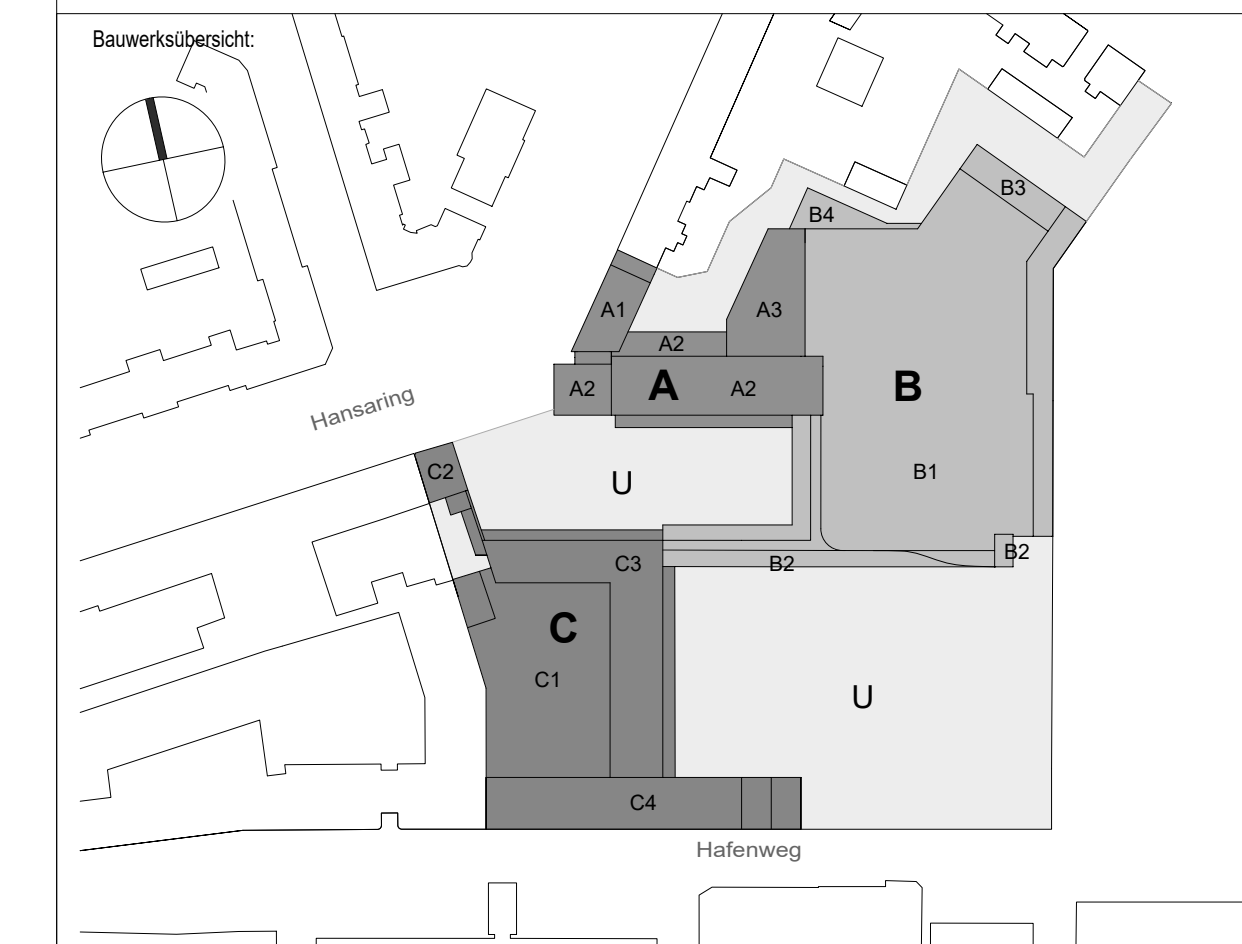 Bauwerksübersicht:
B3
B4
A1
A3
A2
A2
A
A2
B
Hansaring
C2
U
B1
B2
B2
C3
C
C1
U
C4
Hafenweg